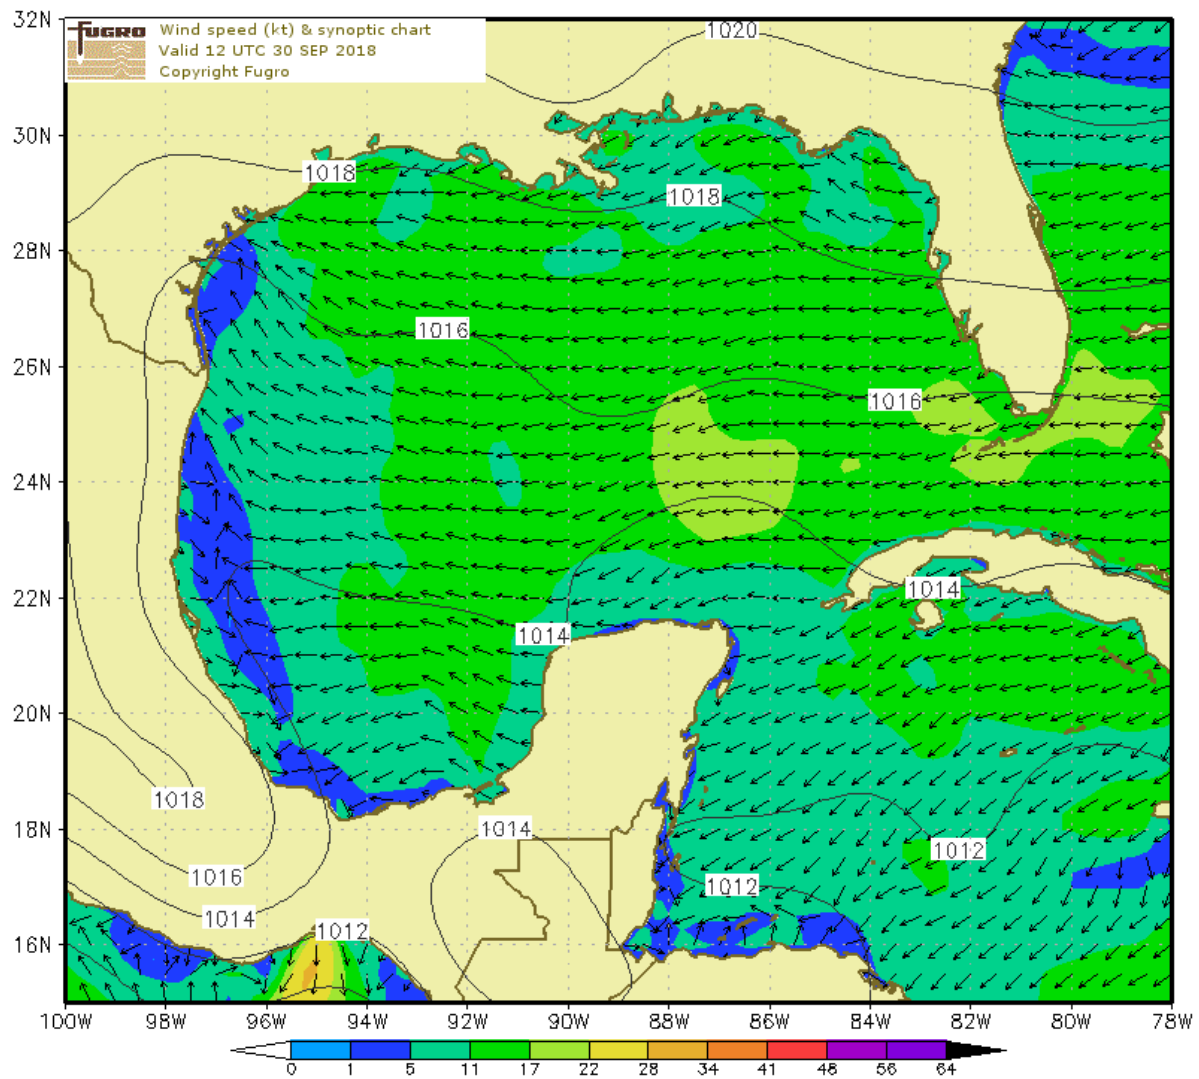 32N
FUGRO
Wind speed (kt) & synoptic chart
Valid 12 UTC 30 SEP 2018
Copyright Fugro
1020
30N
1018
1018
28N
1016
26N
1016
24N
22N
1014
1014
20N
1018
18N
1014
1012
1016
1012
1014
1012
16N
100W 98W 96W 94W 92W 90W 88W 86W 84W 82W 80W 78W
0 1 5 11 17 22 28 34 41 48 56 64